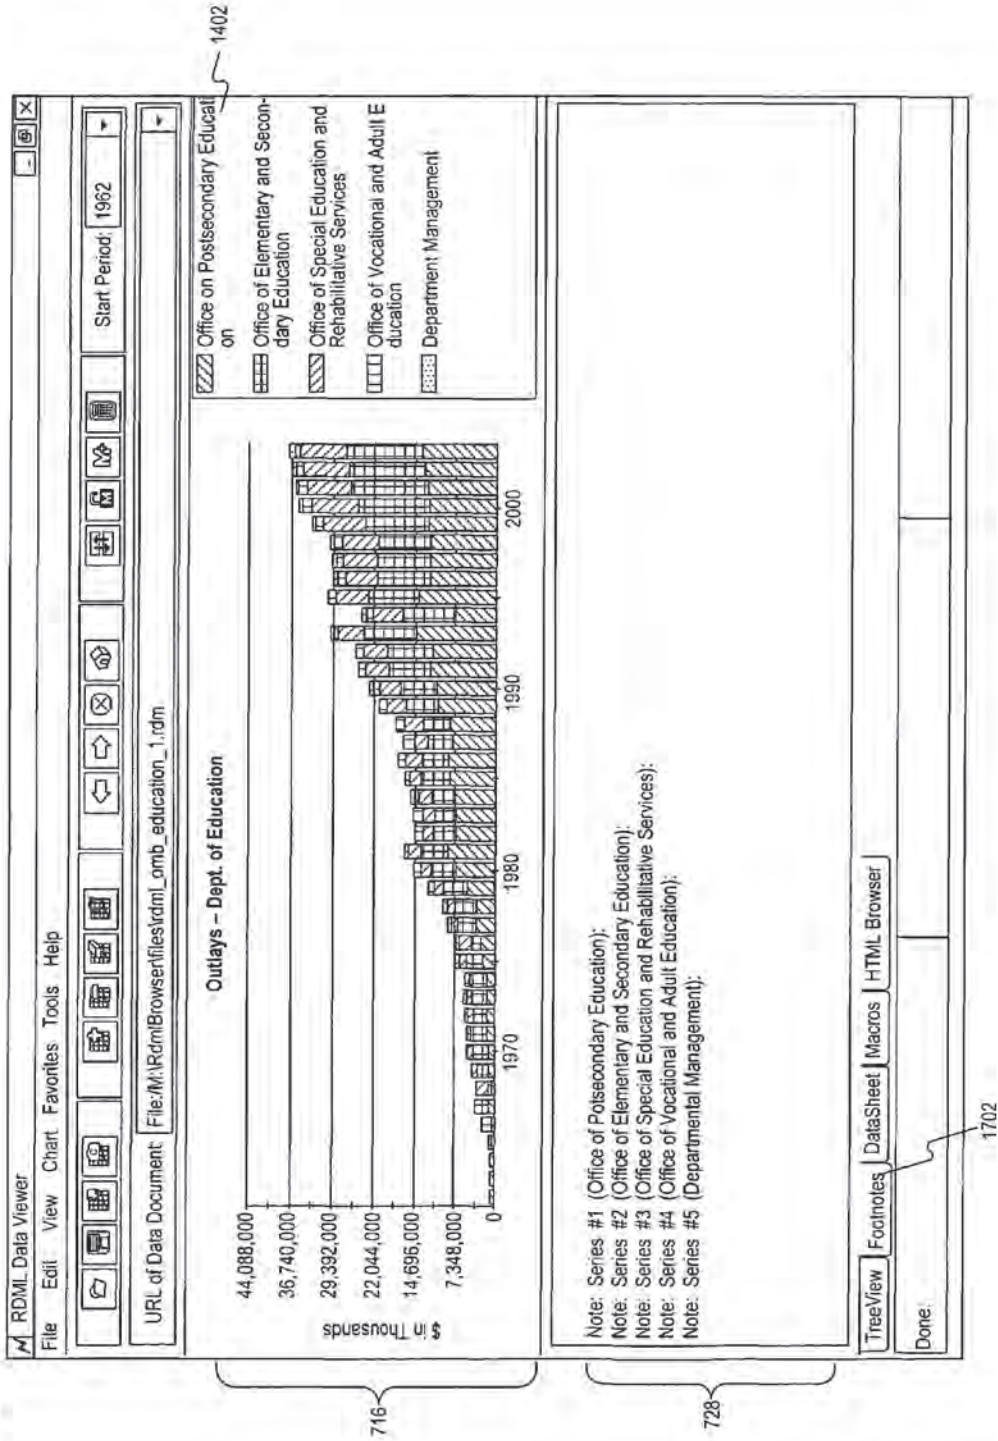 RDML Data Viewer
File Edit View Chart Favorites Tools Help
Start Period: 1962
URL of Data Document: File:/M:\RdmlBrowser\files\rdml_omb_education_1.rdm
Outlays – Dept. of Education
$ in Thousands
44,088,000
36,740,000
29.392,000
22,044,000
14,696,000
7,348,000
0
1970
1980
1990
2000
Office on Postsecondary Educati
on
Office of Elementary and Secon-
dary Education
Office of Special Education and
Rehabilitative Services
Office of Vocational and Adult E
ducation
Department Management
1402
716
Note: Series #1 (Office of Potsecondary Education):
Note: Series #2 (Office of Elementary and Secondary Education):
Note: Series #3 (Office of Special Education and Rehabilitative Services):
Note: Series #4 (Office of Vocational and Adult Education):
Note: Series #5 (Departmental Management):
728
TreeView Footnotes DataSheet Macros HTML Browser
Done:
1702